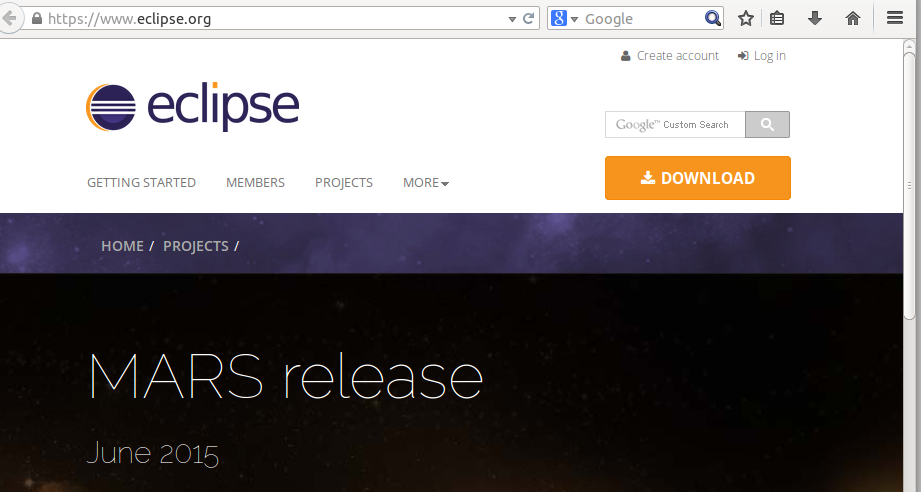 https://www.eclipse.org
Google
Create account
Log in
eclipse
Google™ Custom Search
GETTING STARTED
MEMBERS
PROJECTS
MORE
DOWNLOAD
HOME / PROJECTS /
MARS release
June 2015